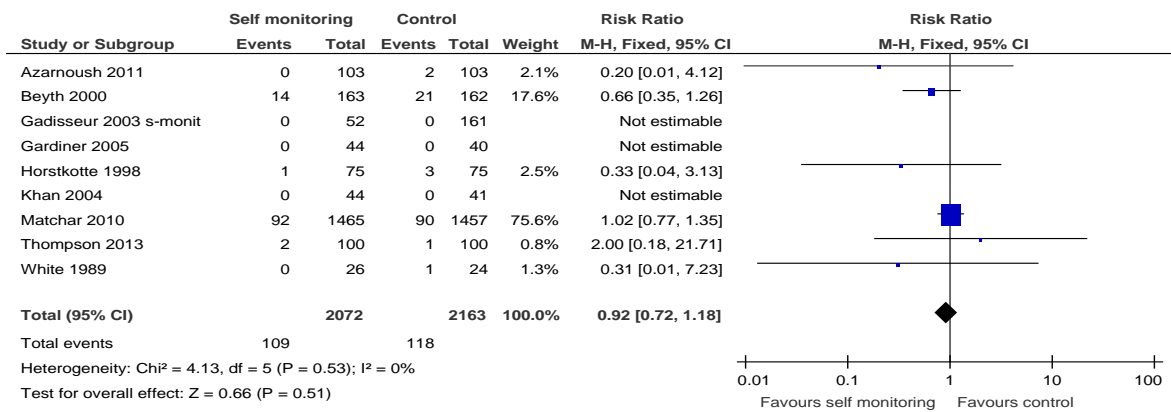 Self monitoring Control Risk Ratio Risk Ratio
Study or Subgroup Events Total Events Total Weight M-H, Fixed, 95% CI M-H, Fixed, 95% CI
Azarnoush 2011 0 103 2 103 2.1% 0.20 [0.01, 4.12]
Beyth 2000 14 163 21 162 17.6% 0.66 [0.35, 1.26]
Gadisseur 2003 s-monit 0 52 0 161 Not estimable
Gardiner 2005 0 44 0 40 Not estimable
Horstkotte 1998 1 75 3 75 2.5% 0.33 [0.04, 3.13]
Khan 2004 0 44 0 41 Not estimable
Matchar 2010 92 1465 90 1457 75.6% 1.02 [0.77, 1.35]
Thompson 2013 2 100 1 100 0.8% 2.00 [0.18, 21.71]
White 1989 0 26 1 24 1.3% 0.31 [0.01, 7.23]
Total (95% CI) 2072 2163 100.0% 0.92 [0.72, 1.18]
Total events 109 118
Heterogeneity: Chi² = 4.13, df = 5 (P = 0.53); I² = 0%
Test for overall effect: Z = 0.66 (P = 0.51)
0.01 0.1 1 10 100
Favours self monitoring Favours control